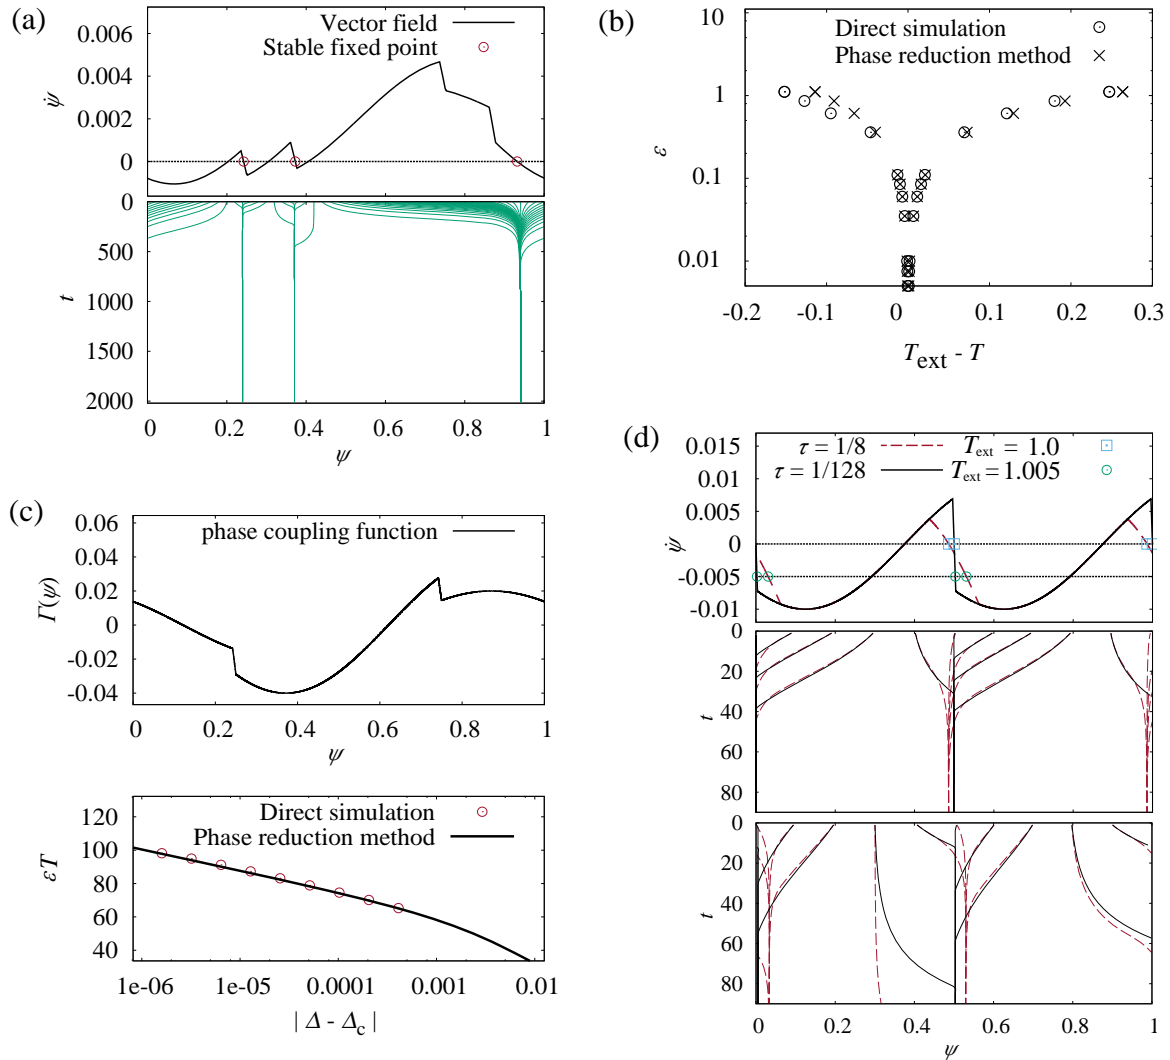 (a)
0.006
0.004
0.002
0
ψ̇
Vector field
Stable fixed point
0
500
1000
1500
2000
t
0 0.2 0.4 0.6 0.8 1
ψ
(b)
10
1
0.1
0.01
ε
Direct simulation
Phase reduction method
-0.2 -0.1 0 0.1 0.2 0.3
T_ext - T
(c)
0.06
0.04
0.02
0
-0.02
-0.04
Γ(ψ)
phase coupling function
0 0.2 0.4 0.6 0.8 1
ψ
120
100
80
60
40
εT
Direct simulation
Phase reduction method
1e-06 1e-05 0.0001 0.001 0.01
| Δ - Δ_c |
(d)
0.015
0.01
0.005
0
-0.005
-0.01
ψ̇
τ = 1/8 T_ext = 1.0
τ = 1/128 T_ext = 1.005
0
20
40
60
80
t
0
20
40
60
80
t
0 0.2 0.4 0.6 0.8 1
ψ